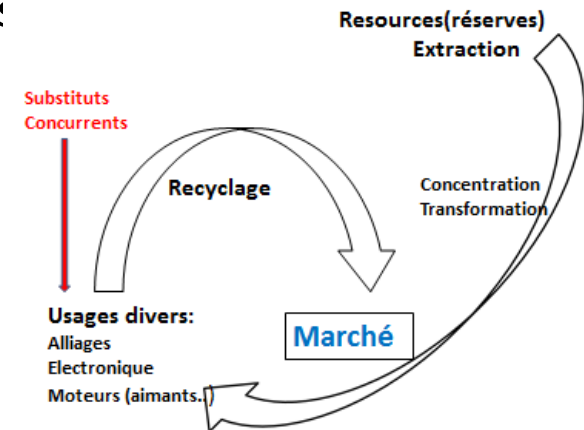 Resources(réserves)
Extraction
Substituts
Concurrents
Recyclage
Concentration
Transformation
Usages divers:
Alliages
Electronique
Moteurs (aimants..)
Marché